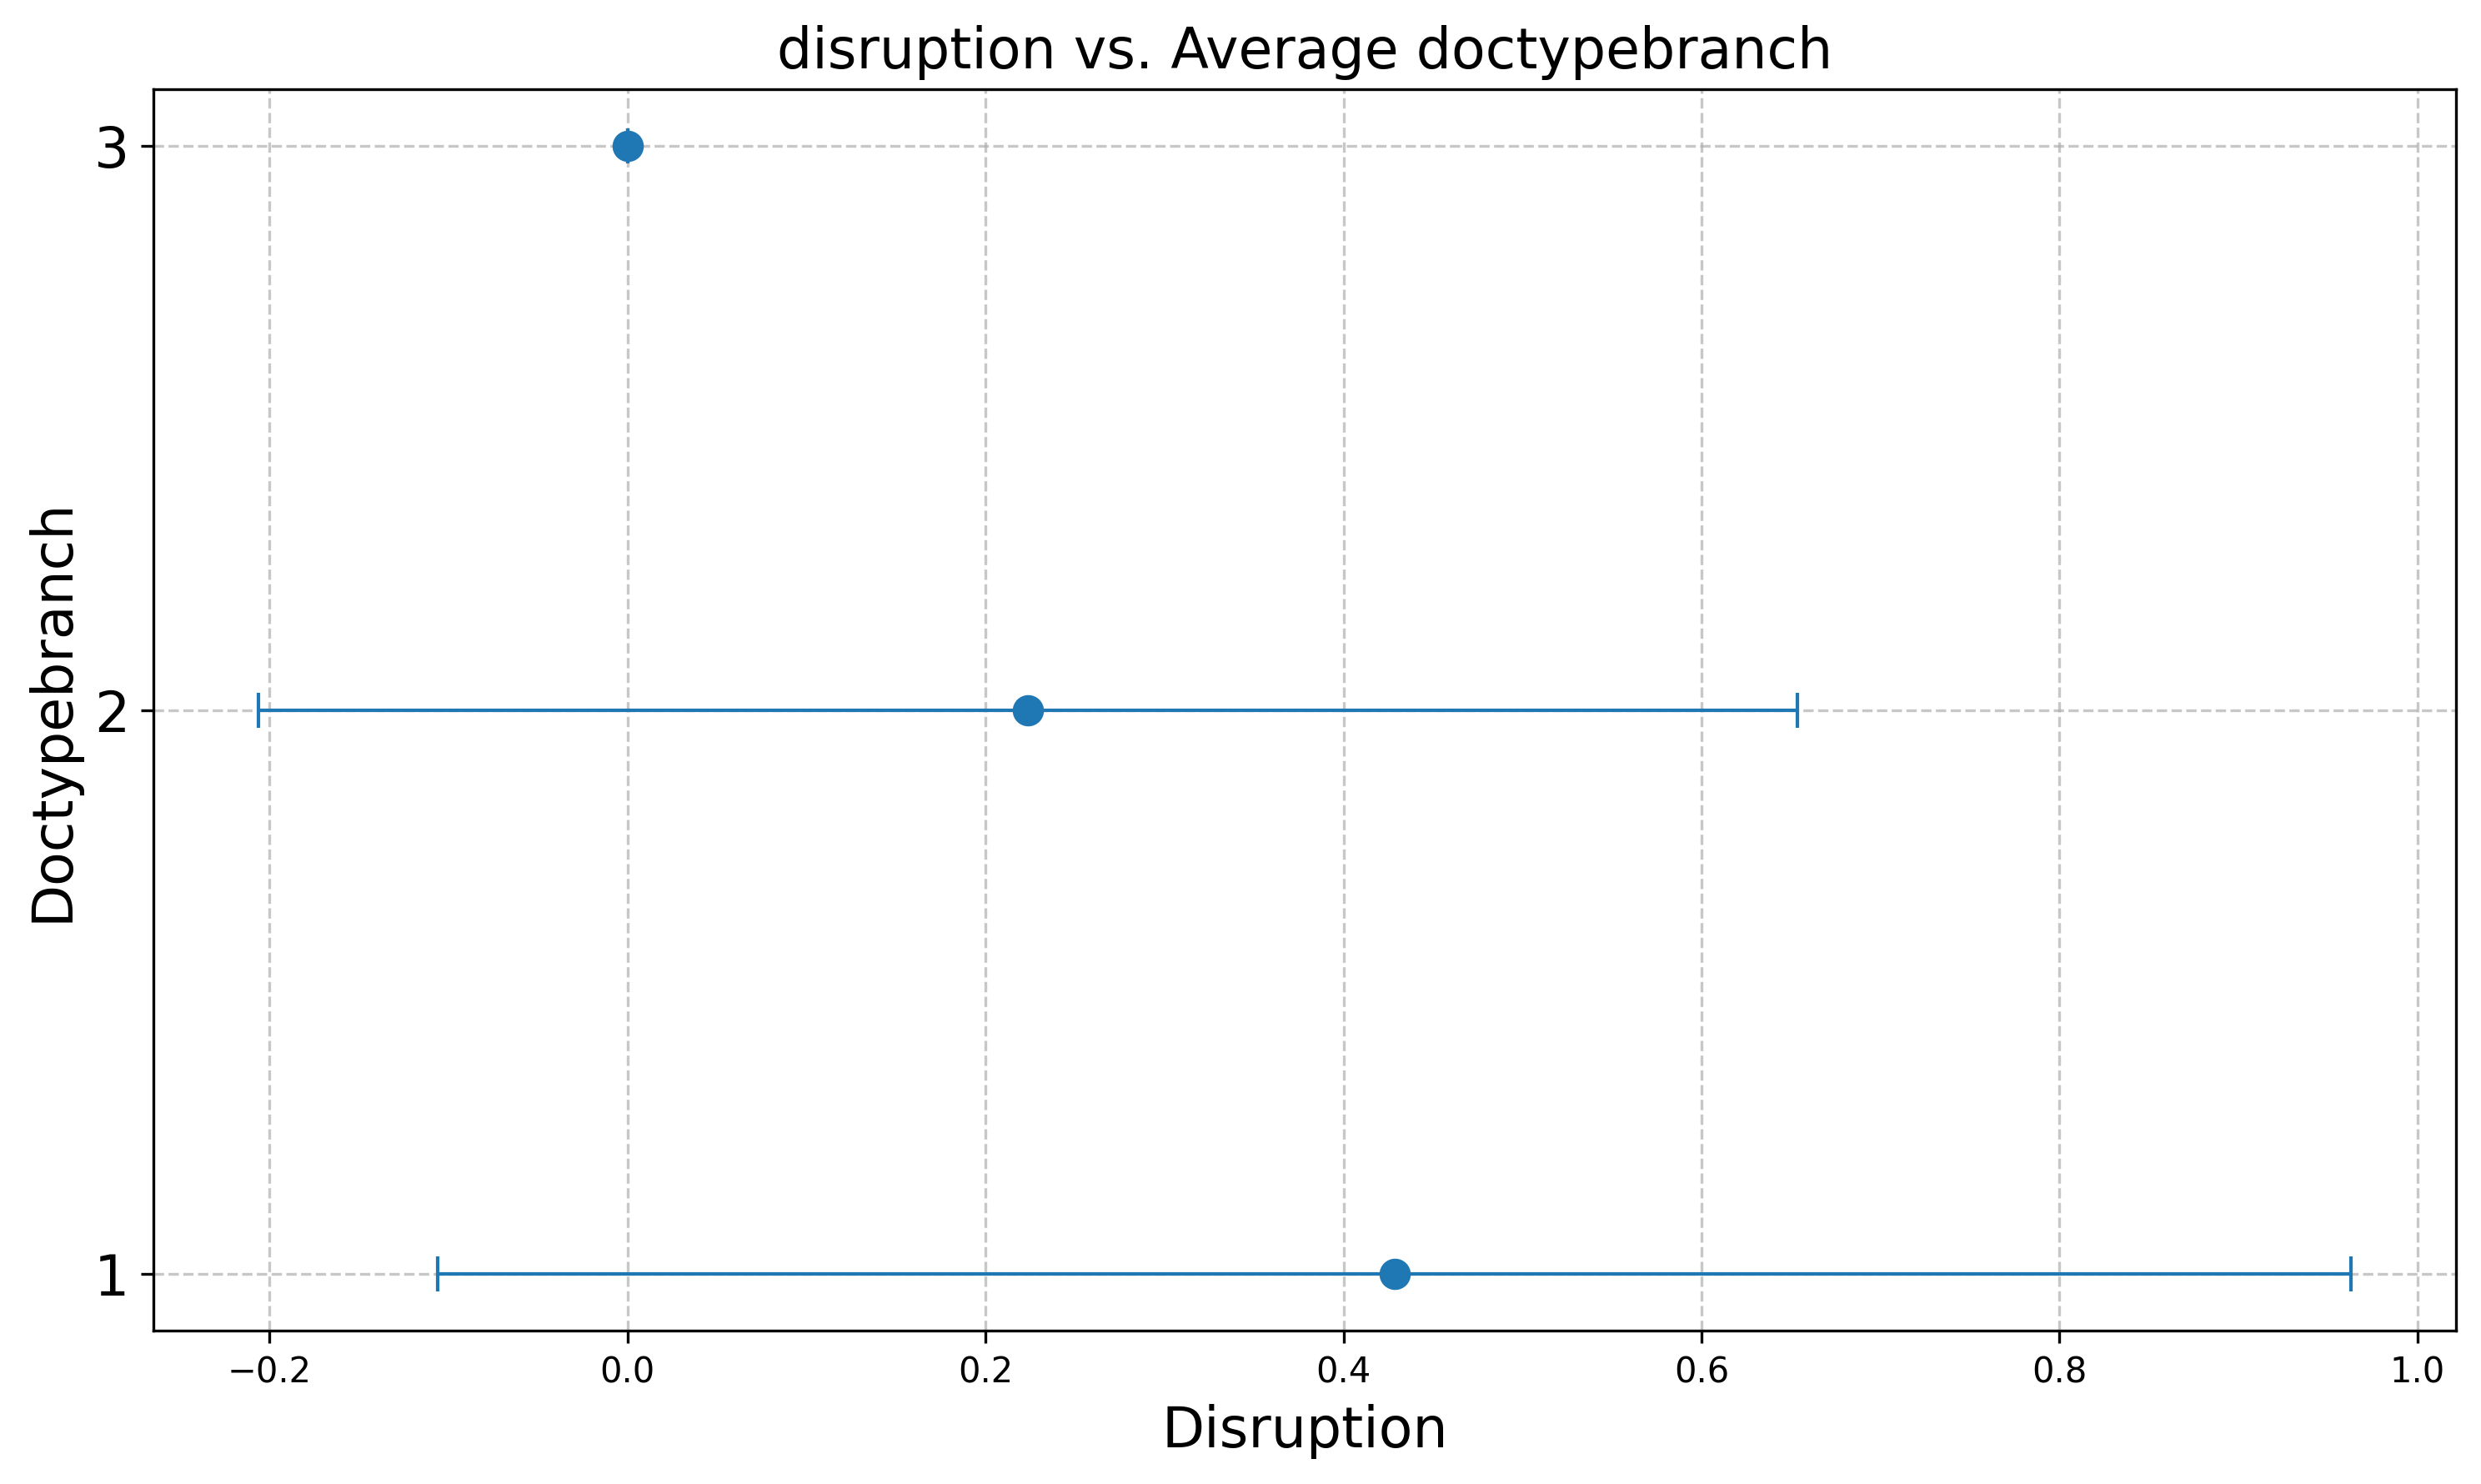 disruption vs. Average doctypebranch
Doctypebranch
3
2
1
−0.2 0.0 0.2 0.4 0.6 0.8 1.0
Disruption